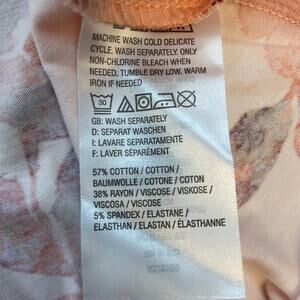 MACHINE WASH COLD DELICATE
CYCLE. WASH SEPARATELY. ONLY
NON-CHLORINE BLEACH WHEN
NEEDED. TUMBLE DRY LOW. WARM
IRON IF NEEDED
30
GB: WASH SEPARATELY
D: SEPARAT WASCHEN
I: LAVARE SEPARATAMENTE
F: LAVER SÉPARÉMENT
57% COTTON / COTTON /
BAUMWOLLE / COTONE / COTON
38% RAYON / VISCOSE / VISKOSE /
VISCOSA / VISCOSE
5% SPANDEX / ELASTANE /
ELASTHAN / ELASTAN / ÉLASTHANNE